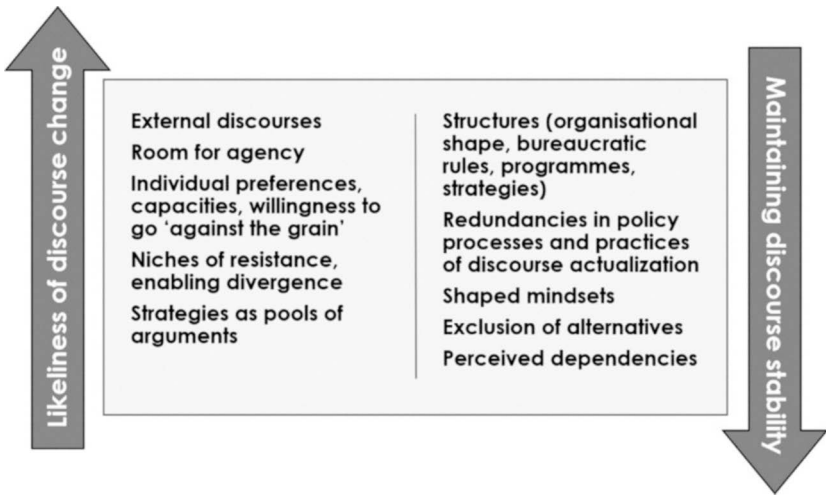 Likeliness of discourse change
External discourses
Room for agency
Individual preferences,
capacities, willingness to
go ‘against the grain’
Niches of resistance,
enabling divergence
Strategies as pools of
arguments
Structures (organisational
shape, bureaucratic
rules, programmes,
strategies)
Redundancies in policy
processes and practices
of discourse actualization
Shaped mindsets
Exclusion of alternatives
Perceived dependencies
Maintaining discourse stability